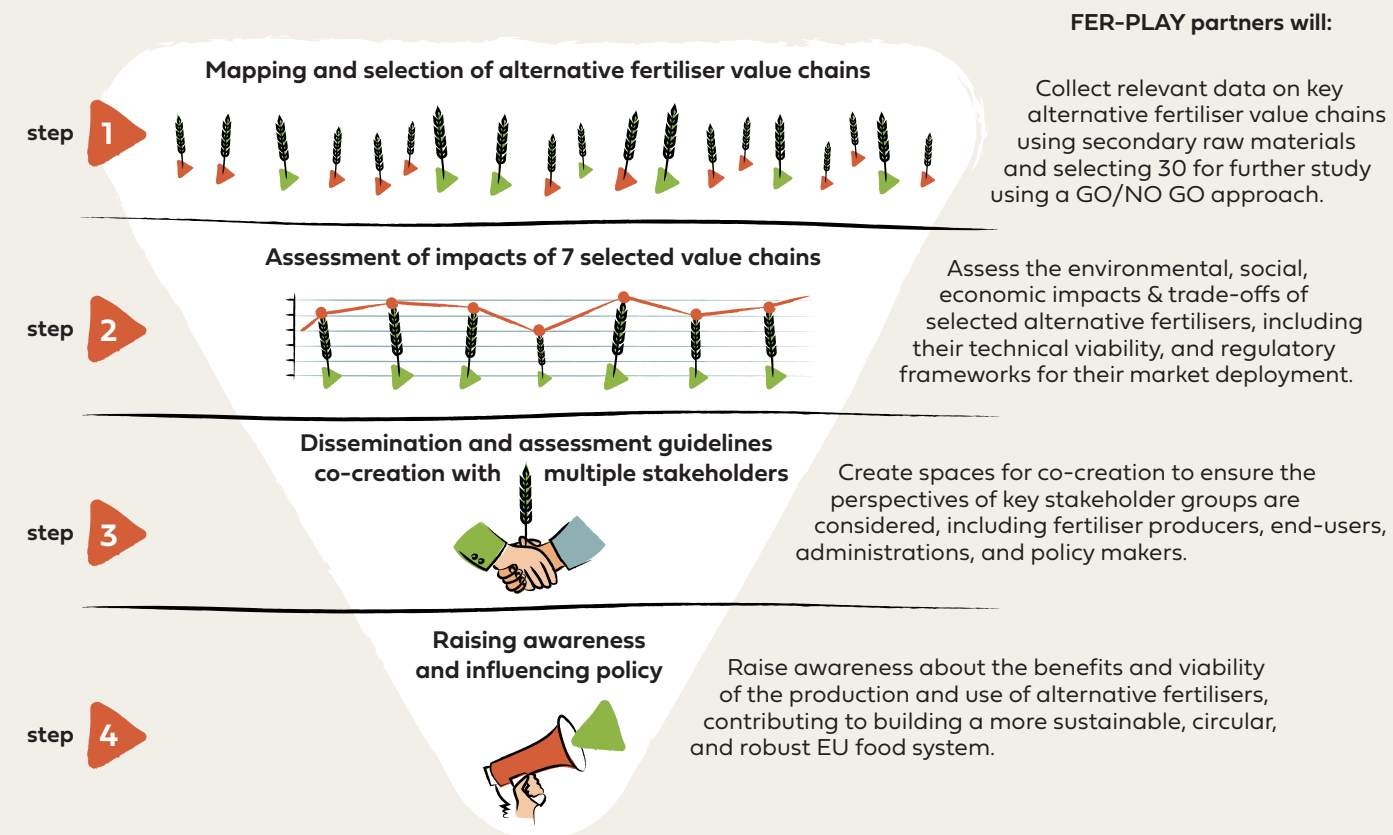 FER-PLAY partners will:
Mapping and selection of alternative fertiliser value chains
step 1
Collect relevant data on key
alternative fertiliser value chains
using secondary raw materials
and selecting 30 for further study
using a GO/NO GO approach.
Assessment of impacts of 7 selected value chains
step 2
Assess the environmental, social,
economic impacts & trade-offs of
selected alternative fertilisers, including
their technical viability, and regulatory
frameworks for their market deployment.
Dissemination and assessment guidelines
co-creation with multiple stakeholders
step 3
Create spaces for co-creation to ensure the
perspectives of key stakeholder groups are
considered, including fertiliser producers, end-users,
administrations, and policy makers.
Raising awareness
and influencing policy
step 4
Raise awareness about the benefits and viability
of the production and use of alternative fertilisers,
contributing to building a more sustainable, circular,
and robust EU food system.